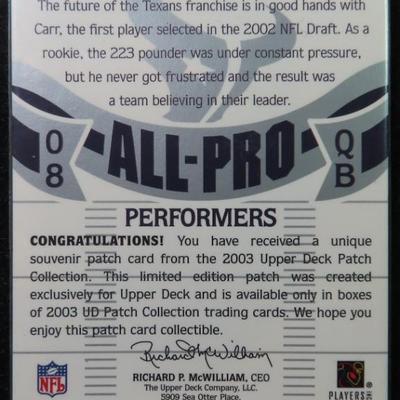 The future of the Texans franchise is in good hands with
Carr, the first player selected in the 2002 NFL Draft. As a
rookie, the 223 pounder was under constant pressure,
but he never got frustrated and the result was
a team believing in their leader.
08 ALL-PRO QB
PERFORMERS
CONGRATULATIONS! You have received a unique
souvenir patch card from the 2003 Upper Deck Patch
Collection. This limited edition patch was created
exclusively for Upper Deck and is available only in boxes
of 2003 UD Patch Collection trading cards. We hope you
enjoy this patch card collectible.
Richard McWilliam
RICHARD P. McWILLIAM, CEO
The Upper Deck Company, LLC.
5909 Sea Otter Place.
NFL
PLAYERS INC